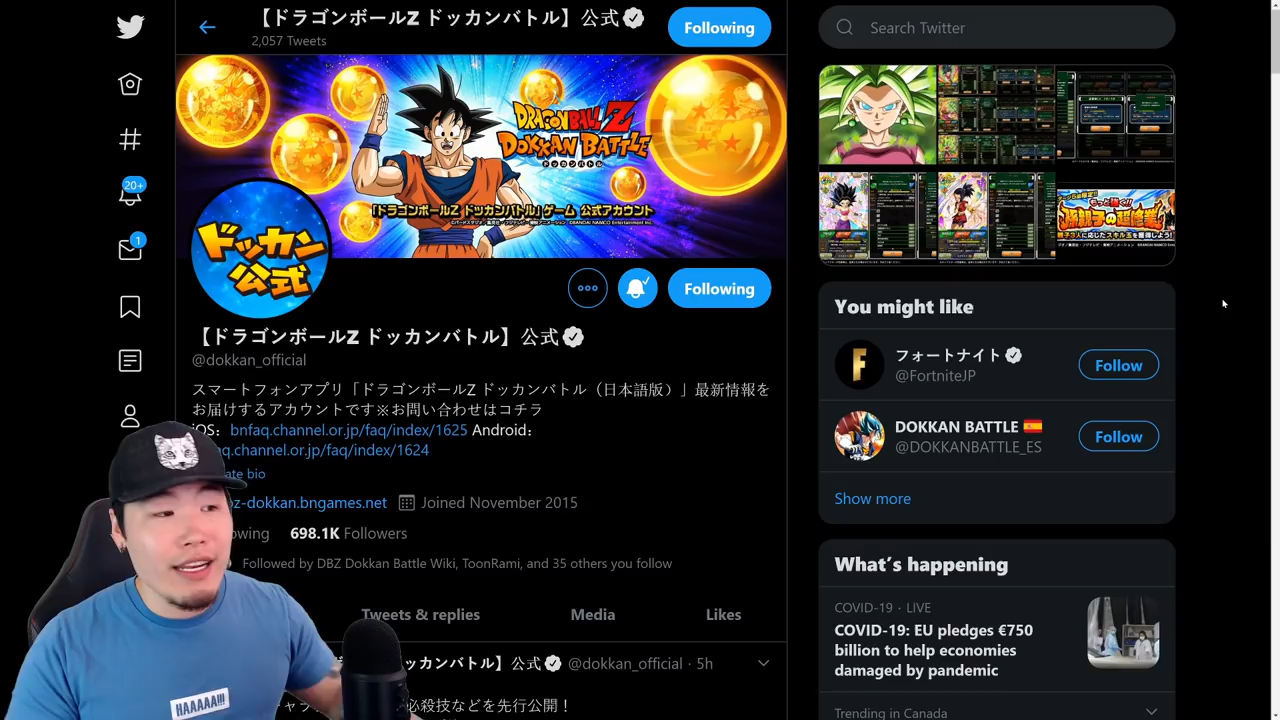 【ドラゴンボールZ ドッカンバトル】公式
2,057 Tweets
Following
Search Twitter
DRAGONBALL Z
DOKKAN BATTLE
ドッカンバトル
「ドラゴンボールZ ドッカンバトル」ゲーム 公式アカウント
ドッカン
公式
20+
1
Following
【ドラゴンボールZ ドッカンバトル】公式
@dokkan_official
スマートフォンアプリ「ドラゴンボールZ ドッカンバトル（日本語版）」最新情報を
お届けするアカウントです※お問い合わせはコチラ
iOS： bnfaq.channel.or.jp/faq/index/1625 Android：
aq.channel.or.jp/faq/index/1624
ate bio
z-dokkan.bngames.net Joined November 2015
owing 698.1K Followers
Followed by DBZ Dokkan Battle Wiki, ToonRami, and 35 others you follow
Tweets & replies Media Likes
ッカンバトル】公式 @dokkan_official · 5h
必殺技などを先行公開！
HAAAAA!!!
You might like
フォートナイト
@FortniteJP
Follow
DOKKAN BATTLE
@DOKKANBATTLE_ES
Follow
Show more
What's happening
COVID-19 · LIVE
COVID-19: EU pledges €750
billion to help economies
damaged by pandemic
Trending in Canada